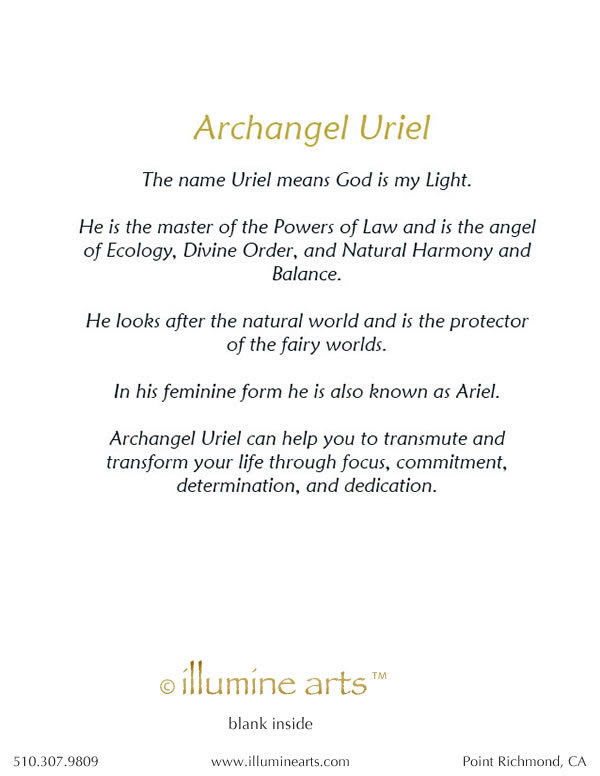 Archangel Uriel
The name Uriel means God is my Light.
He is the master of the Powers of Law and is the angel
of Ecology, Divine Order, and Natural Harmony and
Balance.
He looks after the natural world and is the protector
of the fairy worlds.
In his feminine form he is also known as Ariel.
Archangel Uriel can help you to transmute and
transform your life through focus, commitment,
determination, and dedication.
© illumine arts™
blank inside
510.307.9809 www.illuminearts.com Point Richmond, CA